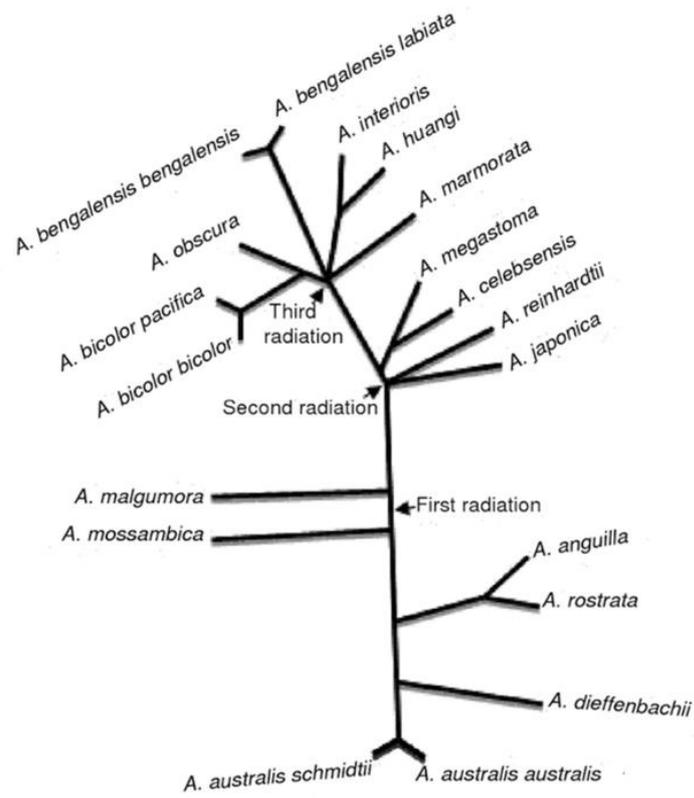 A. bengalensis labiata
A. interioris
A. huangi
A. bengalensis bengalensis
A. marmorata
A. obscura
A. megastoma
A. celebsensis
A. bicolor pacifica
A. reinhardtii
Third
radiation
A. japonica
A. bicolor bicolor
Second radiation
A. malgumora
First radiation
A. mossambica
A. anguilla
A. rostrata
A. dieffenbachii
A. australis schmidtii
A. australis australis